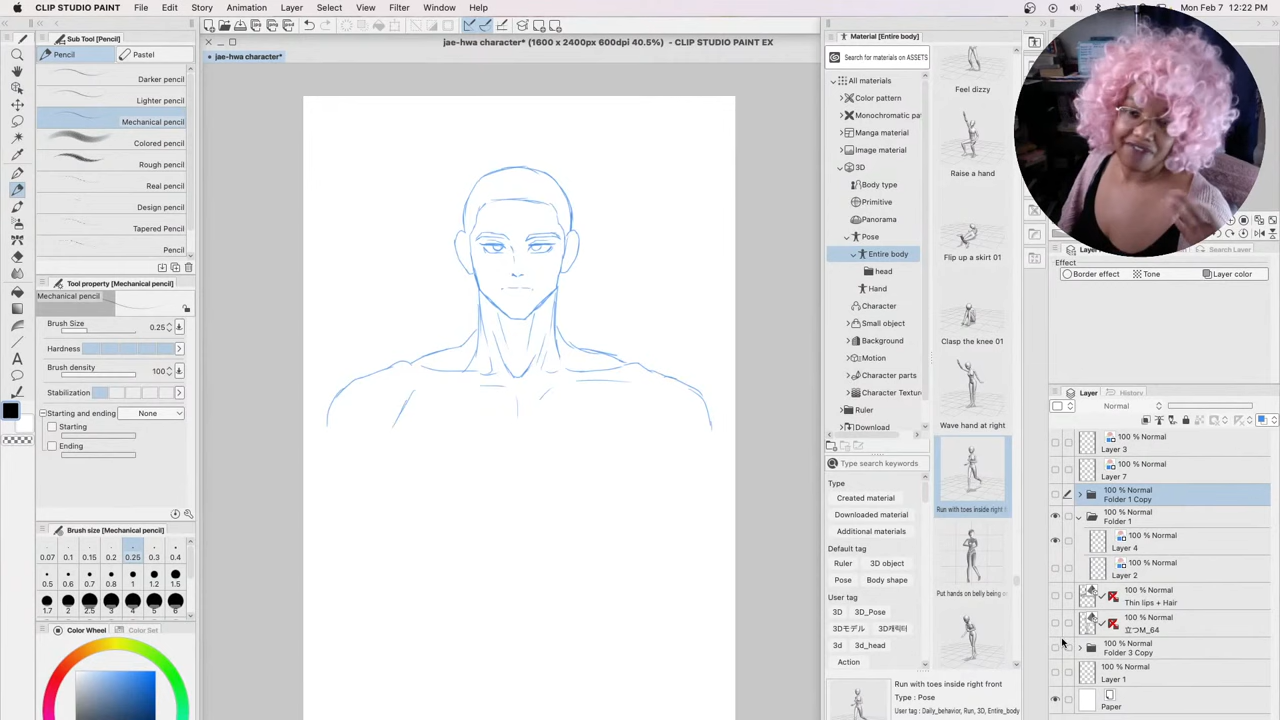 File Edit Story Animation Layer Select View Filter Window Help
Mon Feb 7 12:22 PM
Sub Tool [Pencil]
Pencil
Pastel
Darker pencil
Lighter pencil
Mechanical pencil
Colored pencil
Rough pencil
Real pencil
Design pencil
Tapered Pencil
Pencil
Tool property [Mechanical pencil]
Mechanical pencil
Brush Size 0.25
Hardness
Brush density 100
Stabilization
Starting and ending None
Starting
Ending
Brush size [Mechanical pencil]
0.07 0.1 0.15 0.2 0.25 0.3 0.4
0.5 0.6 0.7 0.8 1 1.2 1.5
1.7 2 2.5 3 4 5 6
Color Wheel
Color Set
jae-hwa character* (1600 x 2400px 600dpi 40.5%) - CLIP STUDIO PAINT EX
jae-hwa character*
Material [Entire body]
Search for materials on ASSETS
All materials
Color pattern
Monochromatic pa
Manga material
Image material
3D
Body type
Primitive
Panorama
Pose
Entire body
head
Hand
Character
Small object
Background
Motion
Character parts
Character Textur
Ruler
Download
Type search keywords
Type
Created material
Downloaded material
Additional materials
Default tag
Ruler
3D object
Pose
Body shape
User tag
3D
3D_Pose
3Dモデル
3D캐릭터
3d
3d_head
Action
Feel dizzy
Raise a hand
Flip up a skirt 01
Clasp the knee 01
Wave hand at right
Run with toes inside right
Put hands on belly being o
Run with toes inside right front
Type : Pose
User tag : Daily_behavior, Run, 3D, Entire_body
Search Layer
Effect
Border effect
Tone
Layer color
Layer
History
Normal
100 % Normal
Layer 3
100 % Normal
Layer 7
100 % Normal
Folder 1 Copy
100 % Normal
Folder 1
100 % Normal
Layer 4
100 % Normal
Layer 2
100 % Normal
Thin lips + Hair
100 % Normal
立つM_64
100 % Normal
Folder 3 Copy
100 % Normal
Layer 1
Paper